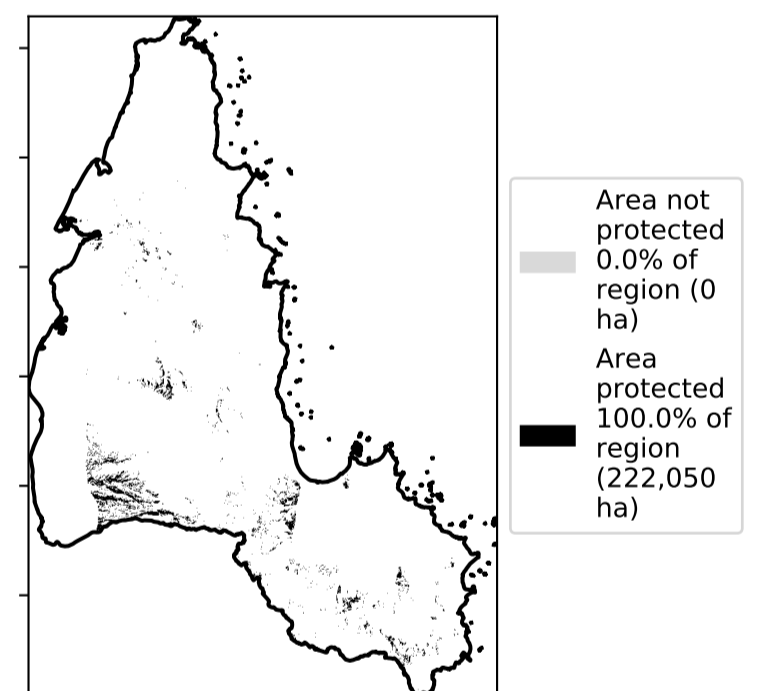 Area not
protected
0.0% of
region (0
ha)
Area
protected
100.0% of
region
(222,050
ha)